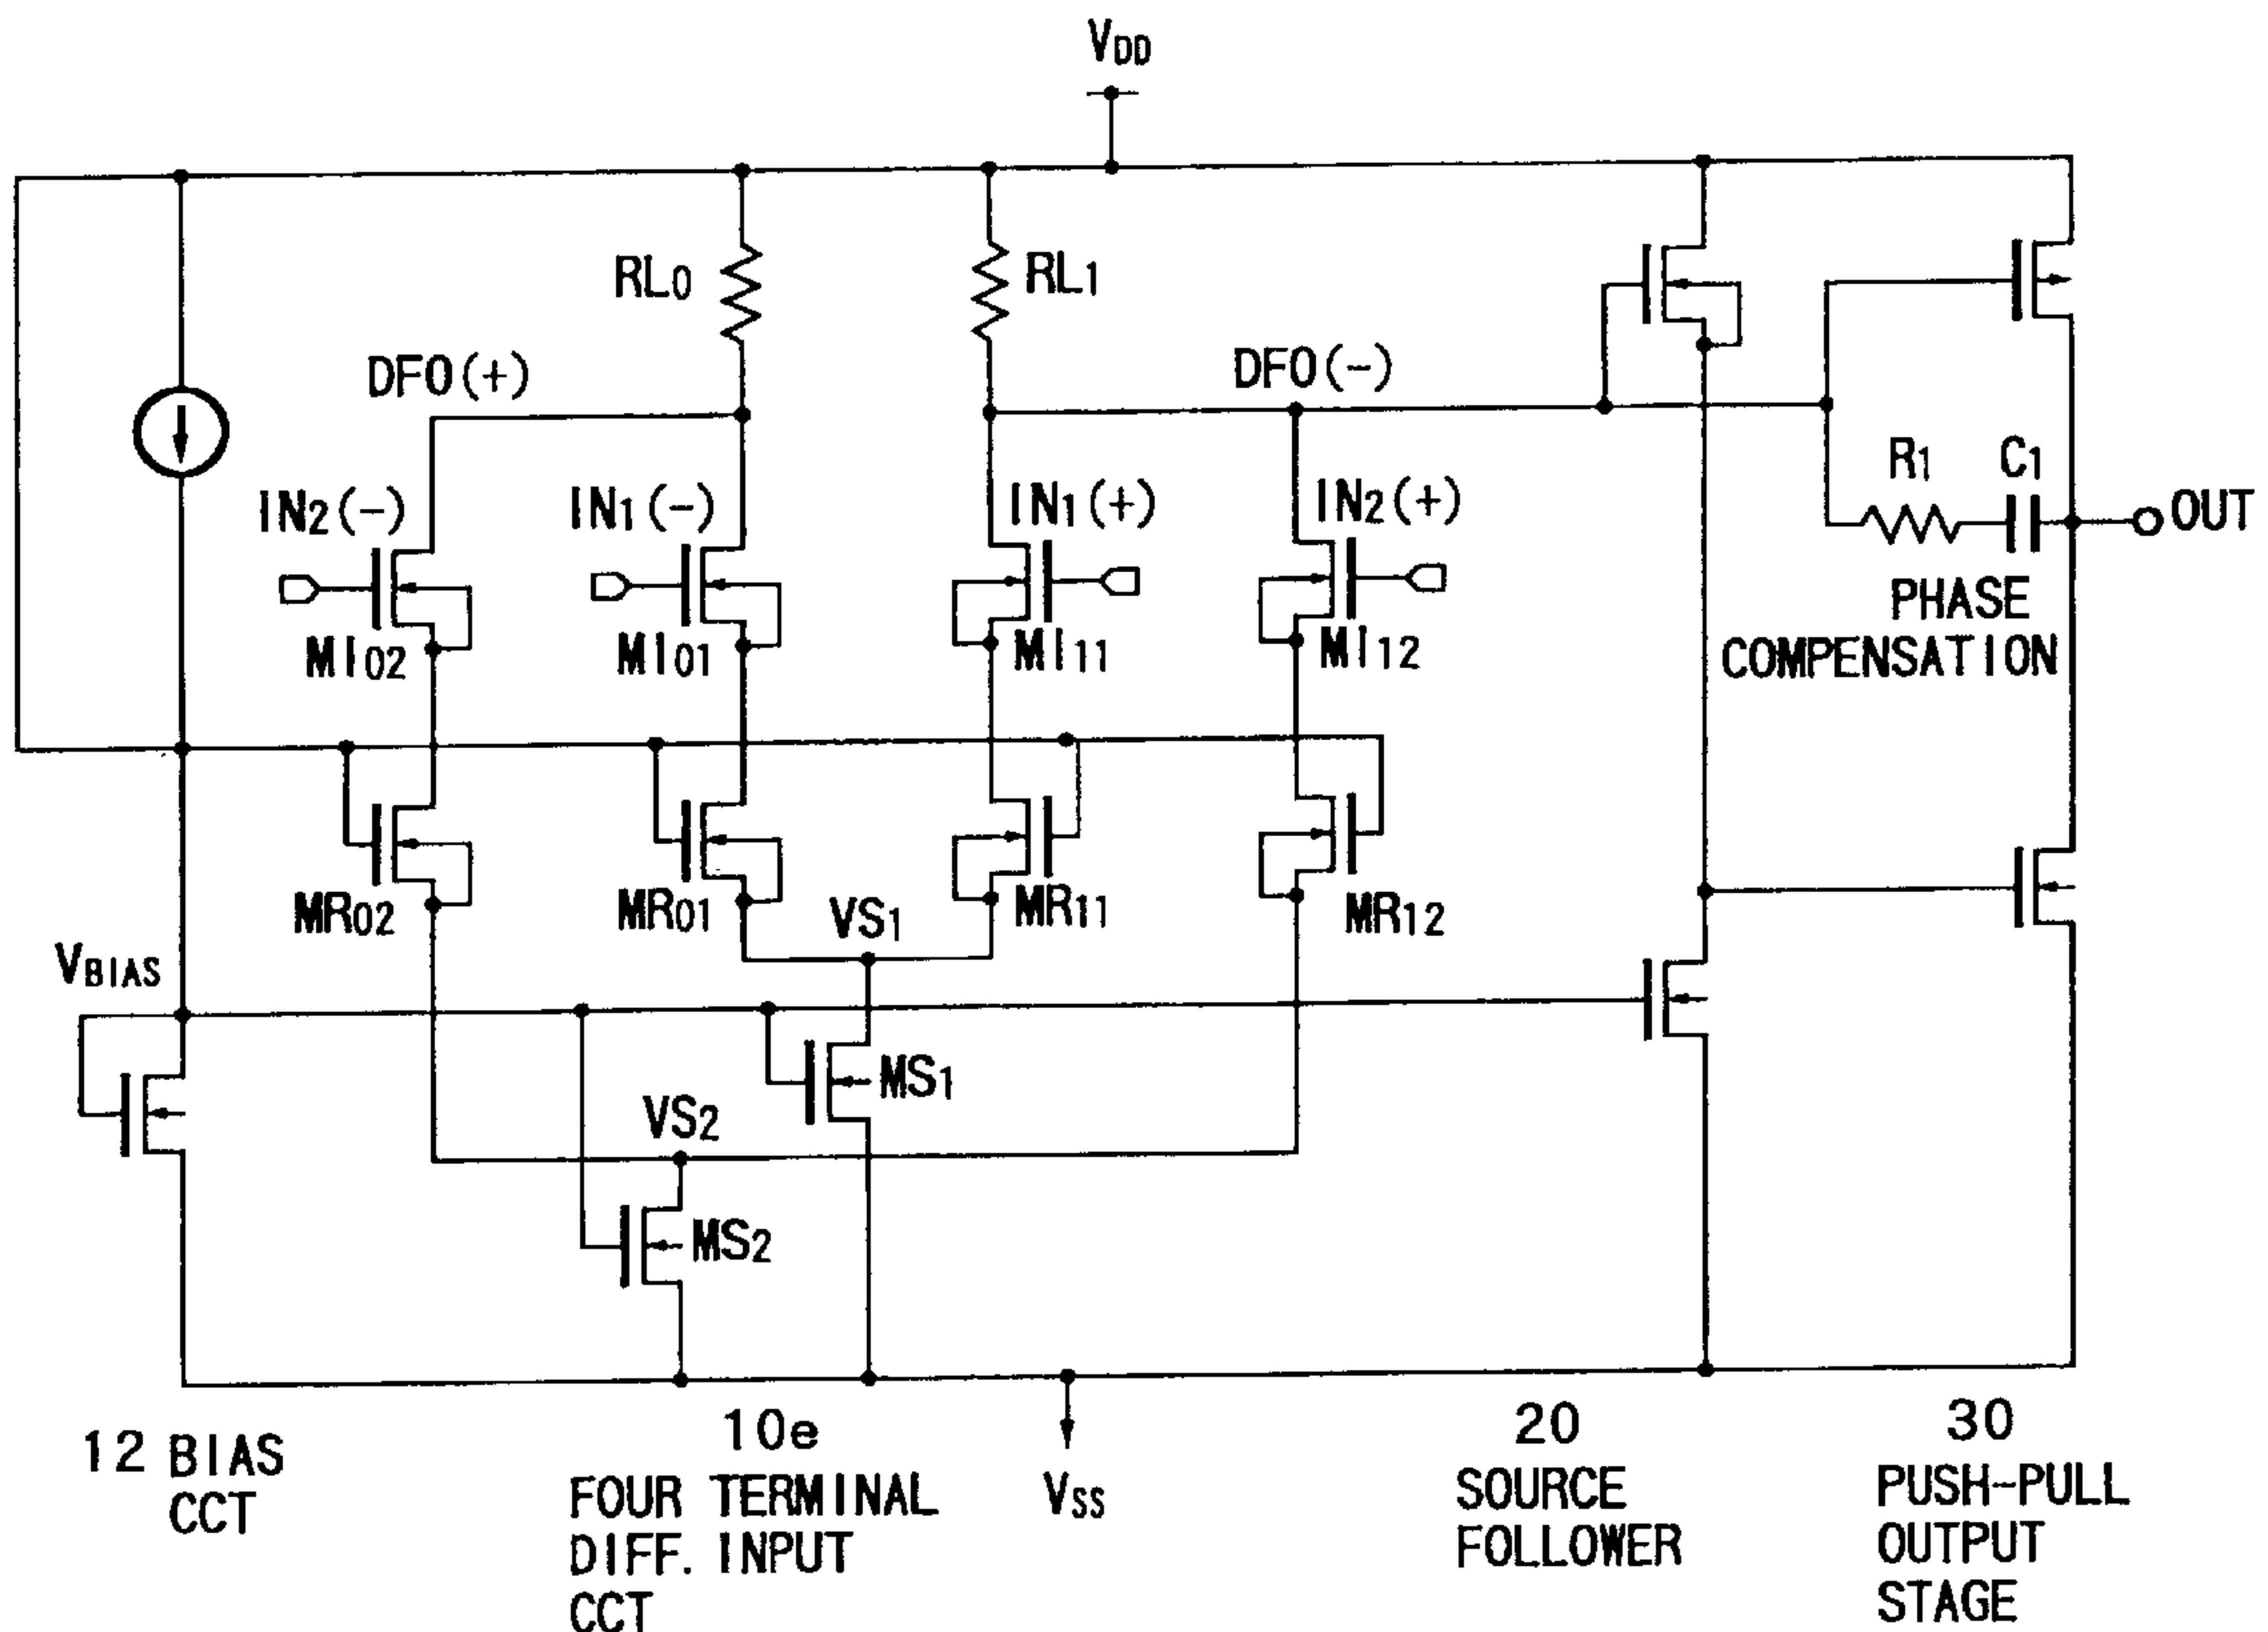 VDD
RL0
RL1
DFO(+)
DFO(-)
R1
C1
IN2(-)
IN1(-)
IN1(+)
IN2(+)
OUT
PHASE
COMPENSATION
MI02
MI01
MI11
MI12
MR02
MR01
VS1
MR11
MR12
VBIAS
MS1
VS2
MS2
12 BIAS
CCT
10e
FOUR TERMINAL
DIFF. INPUT
CCT
VSS
20
SOURCE
FOLLOWER
30
PUSH-PULL
OUTPUT
STAGE